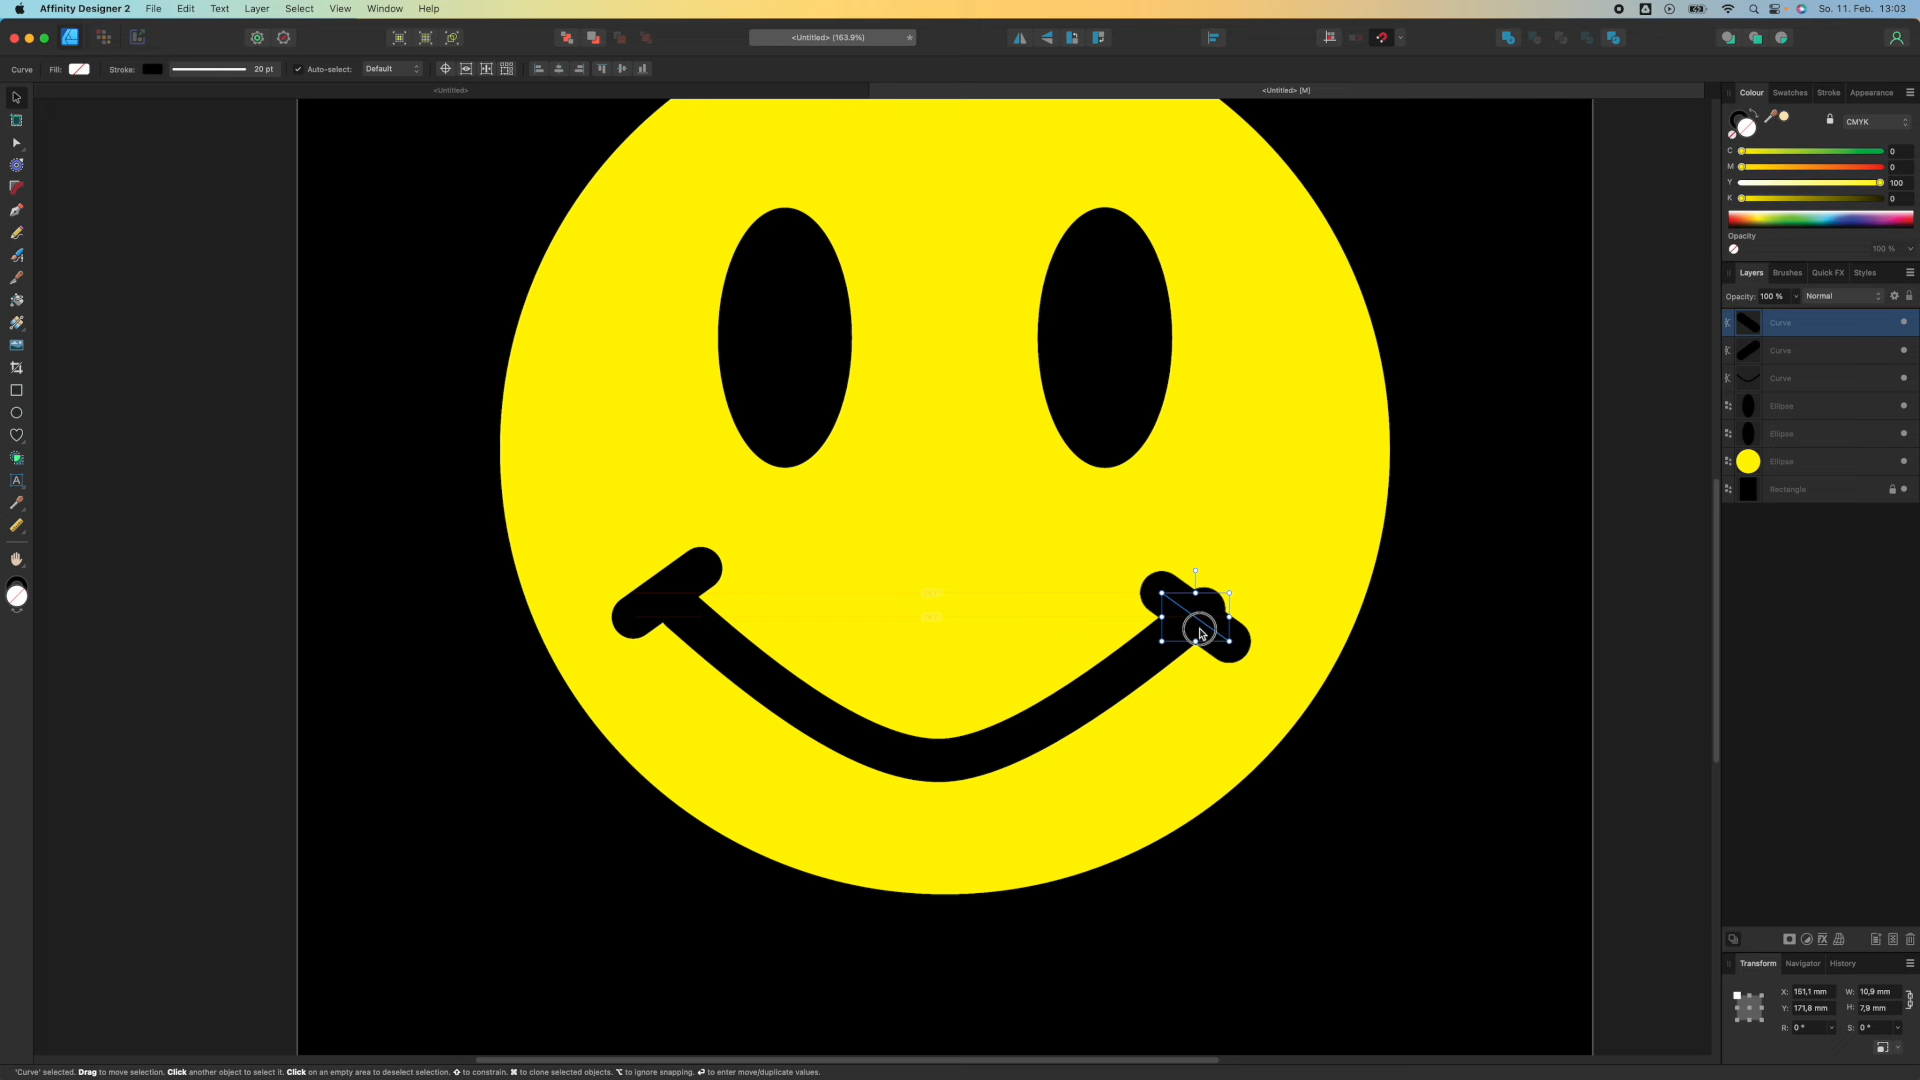 Affinity Designer 2 File Edit Text Layer Select View Window Help So. 11. Feb. 13:03
<Untitled> (163.9%)
Curve Fill: Stroke: 20 pt Auto-select: Default
<Untitled> <Untitled> [M]
Colour Swatches Stroke Appearance
CMYK
C 0
M 0
Y 100
K 0
Opacity
100 %
Layers Brushes Quick FX Styles
Opacity: 100 % Normal
Curve
Curve
Curve
Ellipse
Ellipse
Ellipse
Rectangle
Transform Navigator History
X: 151,1 mm W: 10,9 mm
Y: 171,8 mm H: 7,9 mm
R: 0 ° S: 0 °
'Curve' selected. Drag to move selection. Click another object to select it. Click on an empty area to deselect selection. ⇧ to constrain. ⌘ to clone selected objects. ⌥ to ignore snapping. ↩ to enter move/duplicate values.